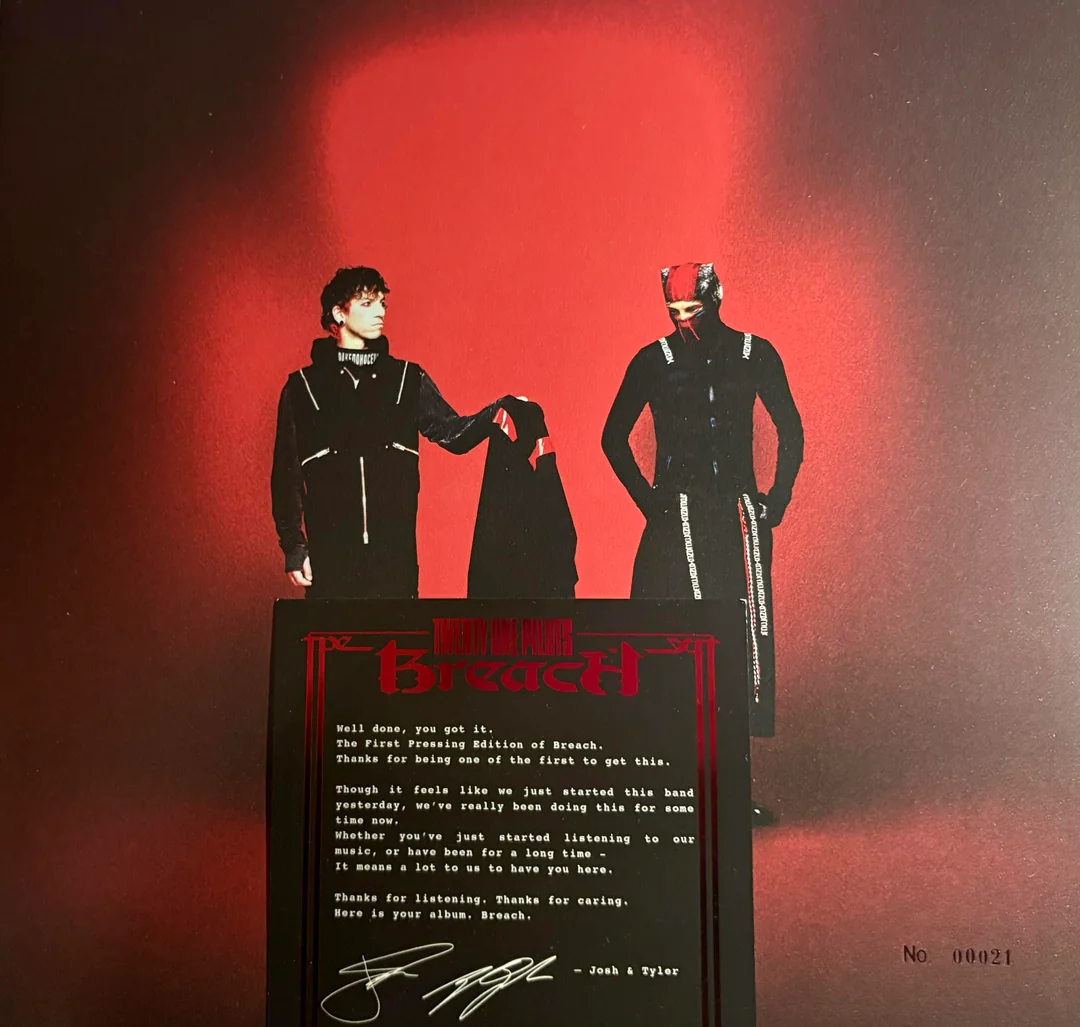 TWENTY ONE PILOTS
BreacH
Well done, you got it.
The First Pressing Edition of Breach.
Thanks for being one of the first to get this.
Though it feels like we just started this band
yesterday, we've really been doing this for some
time now.
Whether you've just started listening to our
music, or have been for a long time –
It means a lot to us to have you here.
Thanks for listening. Thanks for caring.
Here is your album. Breach.
– Josh & Tyler
No 00021